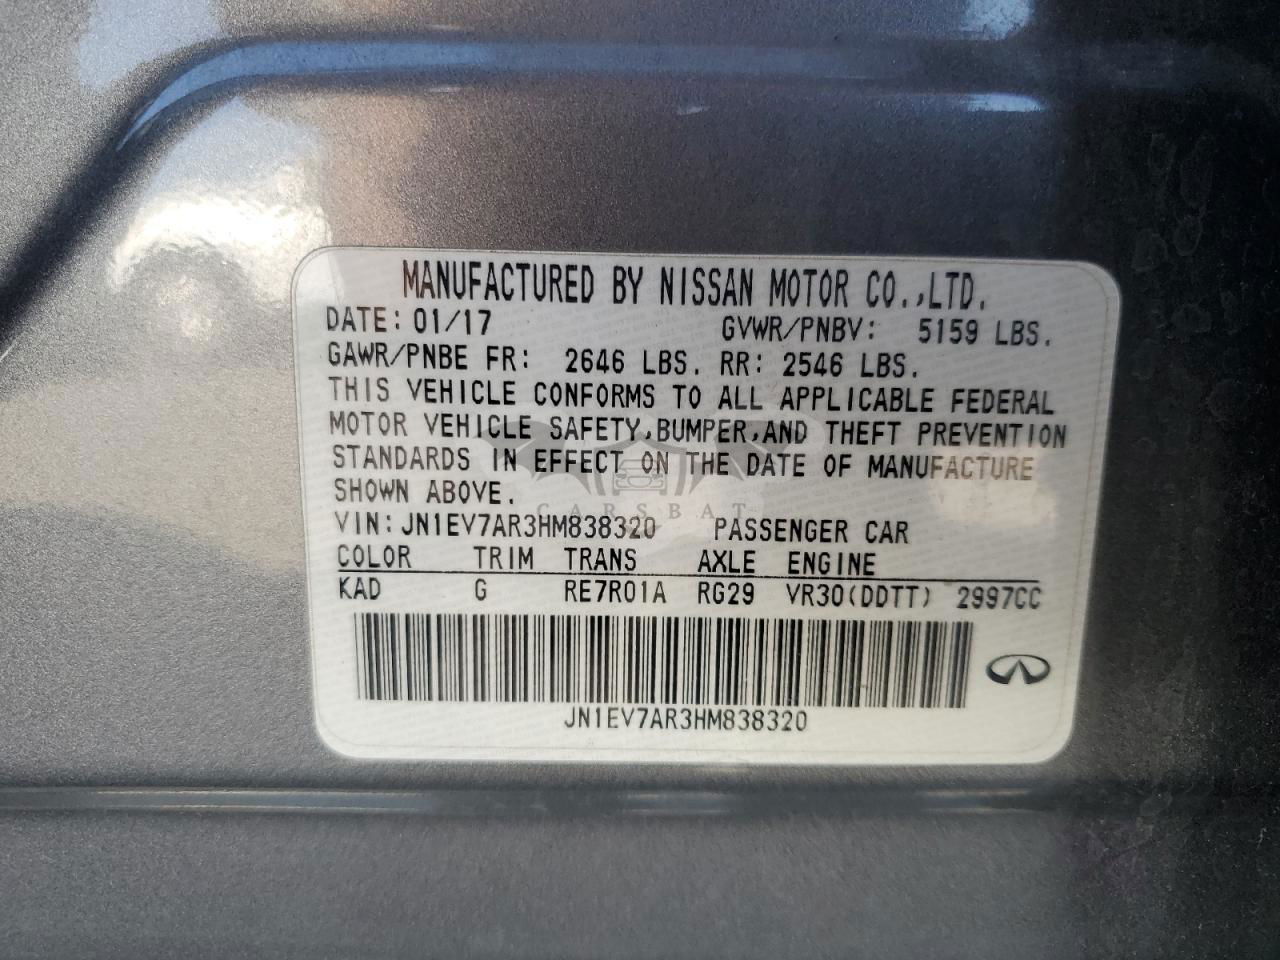 MANUFACTURED BY NISSAN MOTOR CO.,LTD.
DATE: 01/17 GVWR/PNBV: 5159 LBS.
GAWR/PNBE FR: 2646 LBS. RR: 2546 LBS.
THIS VEHICLE CONFORMS TO ALL APPLICABLE FEDERAL
MOTOR VEHICLE SAFETY,BUMPER,AND THEFT PREVENTION
STANDARDS IN EFFECT ON THE DATE OF MANUFACTURE
SHOWN ABOVE.
CARSBAT
VIN: JN1EV7AR3HM838320 PASSENGER CAR
COLOR TRIM TRANS AXLE ENGINE
KAD G RE7R01A RG29 VR30(DDTT) 2997CC
JN1EV7AR3HM838320